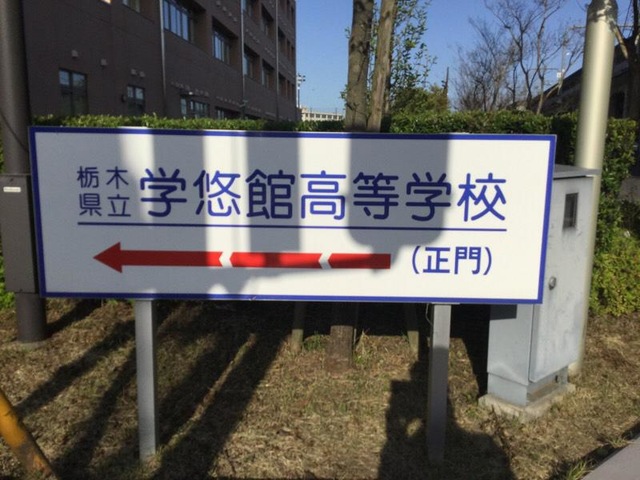 栃木
県立
学悠館高等学校
(正門)